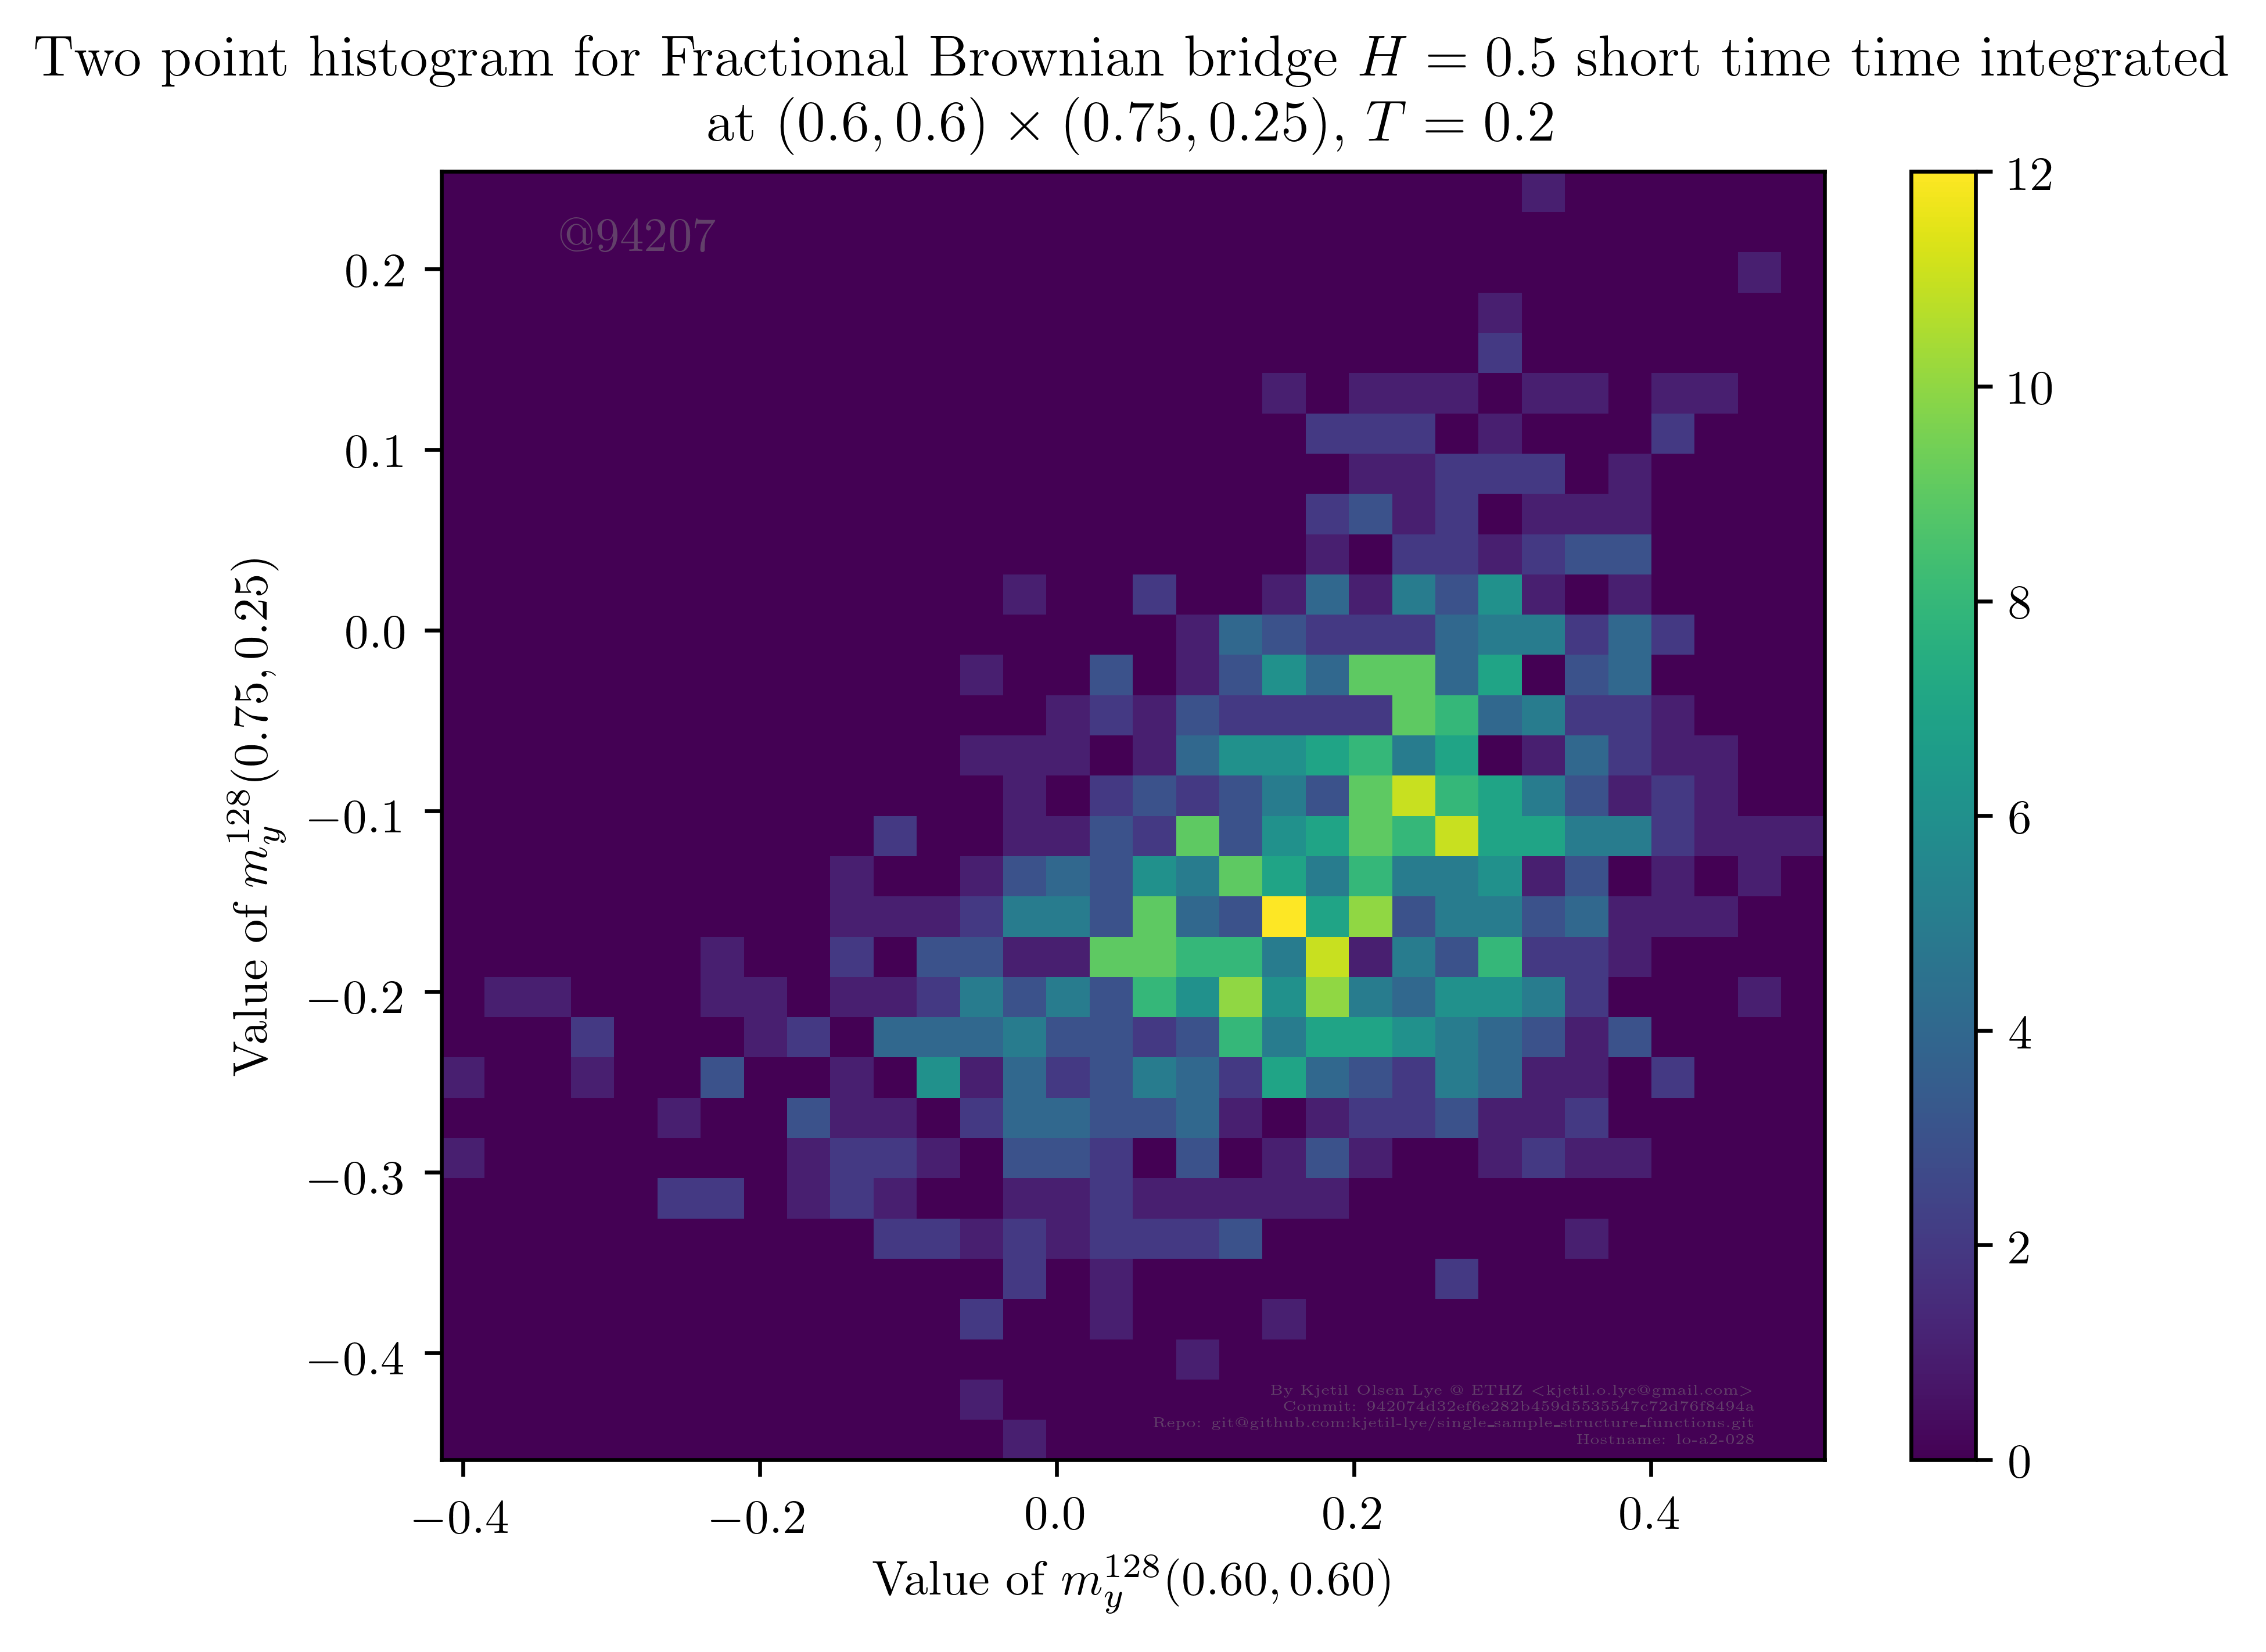 Two point histogram for Fractional Brownian bridge H = 0.5 short time time integrated
at (0.6, 0.6) × (0.75, 0.25), T = 0.2
@94207
0.2
0.1
0.0
−0.1
−0.2
−0.3
−0.4
Value of m_y^128(0.75, 0.25)
12
10
8
6
4
2
0
By Kjetil Olsen Lye @ ETHZ <kjetil.o.lye@gmail.com>
Commit: 942074d32ef6e282b459d5535547c72d76f8494a
Repo: git@github.com:kjetil-lye/single_sample_structure_functions.git
Hostname: lo-a2-028
−0.4 −0.2 0.0 0.2 0.4
Value of m_y^128(0.60, 0.60)